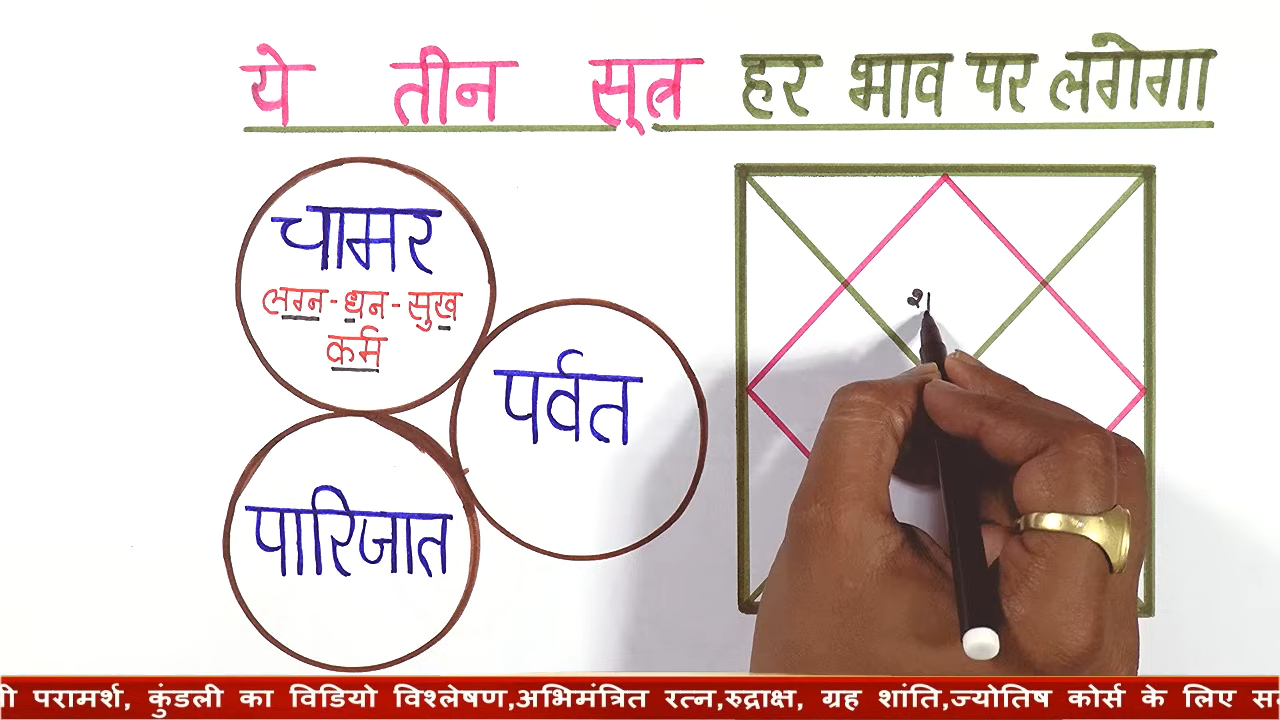 ये तीन सूत्र हर भाव पर लगेगा
चामर
लग्न-धन-सुख
कर्म
पर्वत
पारिजात
परामर्श, कुंडली का विडियो विश्लेषण,अभिमंत्रित रत्न,रुद्राक्ष, ग्रह शांति,ज्योतिष कोर्स के लिए